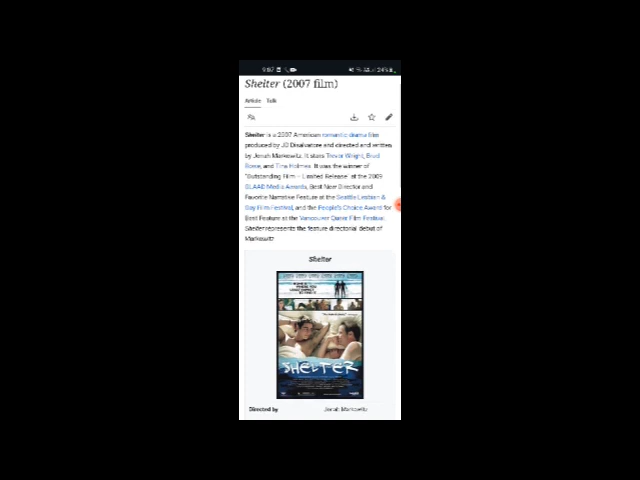 Shelter (2007 film)
Article Talk
Shelter is a 2007 American romantic drama film
produced by JD Disalvatore and directed and written
by Jonah Markowitz. It stars Trevor Wright, Brad
Rowe, and Tina Holmes. It was the winner of
"Outstanding Film – Limited Release" at the 2009
GLAAD Media Awards, Best New Director and
Favorite Narrative Feature at the Seattle Lesbian &
Gay Film Festival, and the People's Choice Award for
Best Feature at the Vancouver Queer Film Festival.
Shelter represents the feature directorial debut of
Markowitz.
Shelter
SHELTER
Directed by Jonah Markowitz